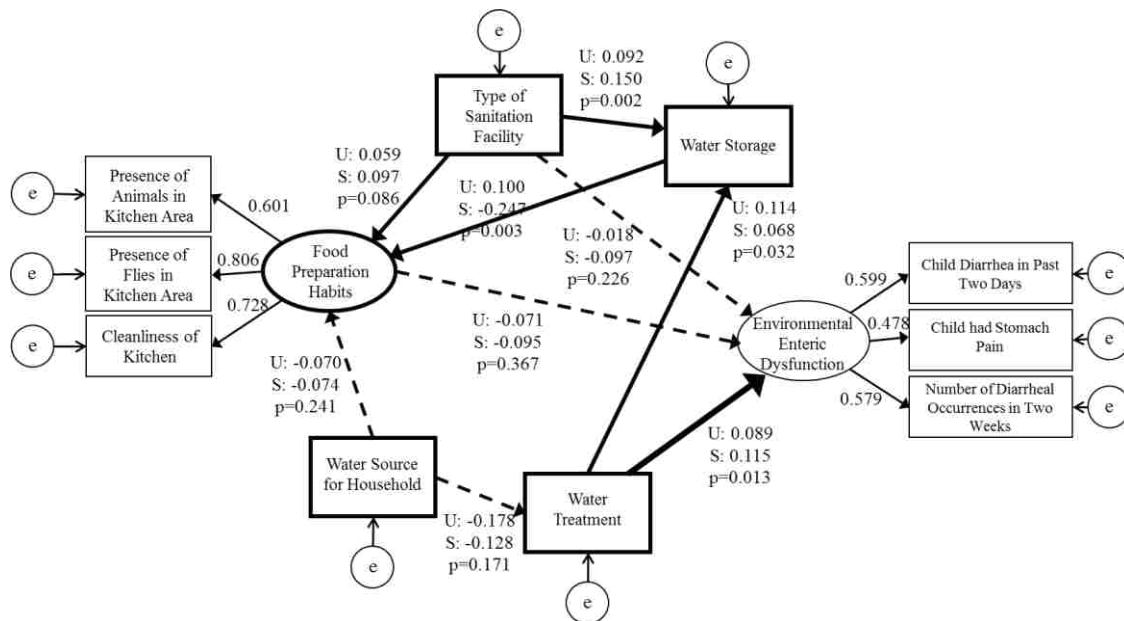 e
e
U: 0.092
S: 0.150
p=0.002
Type of
Sanitation
Facility
Water Storage
U: 0.059
S: 0.097
p=0.086
U: 0.100
S: -0.247
p=0.003
U: 0.114
S: 0.068
p=0.032
e
Presence of
Animals in
Kitchen Area
0.601
U: -0.018
S: -0.097
p=0.226
e
Presence of
Flies in
Kitchen Area
0.806
Food
Preparation
Habits
0.599
Child Diarrhea in Past
Two Days
e
e
Cleanliness of
Kitchen
0.728
U: -0.071
S: -0.095
p=0.367
Environmental
Enteric
Dysfunction
0.478
Child had Stomach
Pain
e
U: -0.070
S: -0.074
p=0.241
0.579
Number of Diarrheal
Occurrences in Two
Weeks
e
U: 0.089
S: 0.115
p=0.013
Water Source
for Household
Water
Treatment
U: -0.178
S: -0.128
p=0.171
e
e